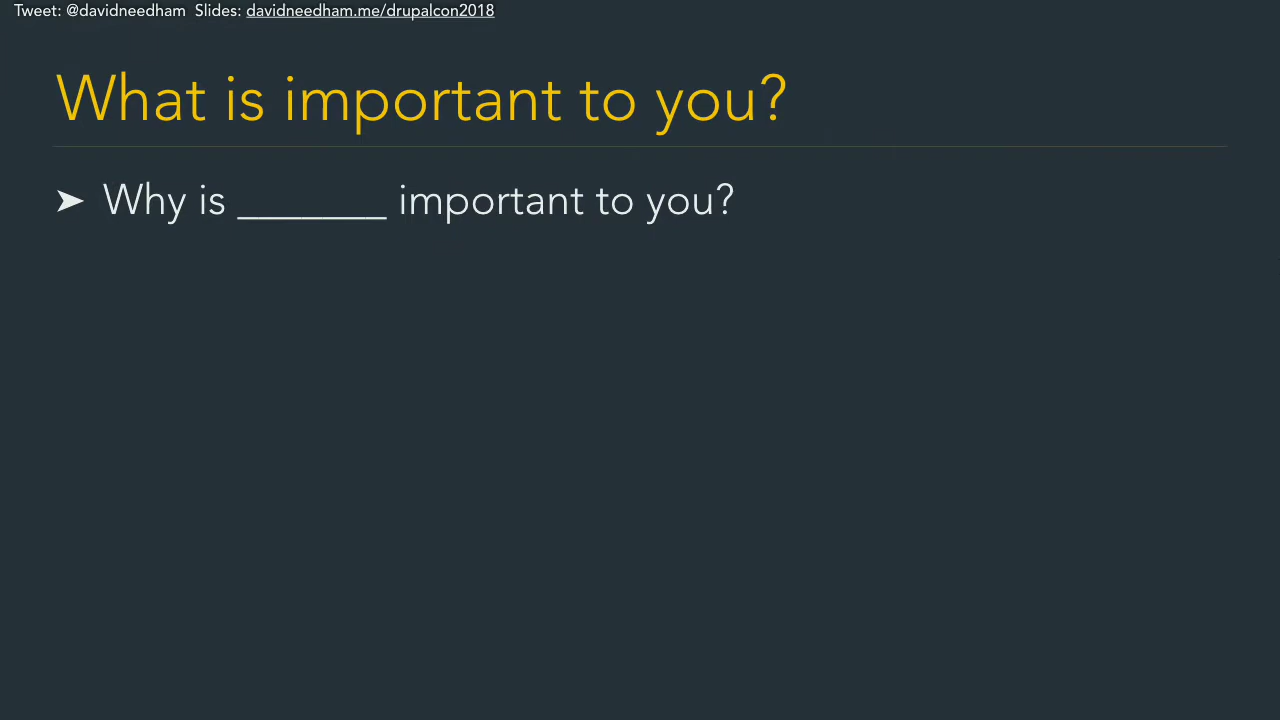 Tweet: @davidneedham Slides: davidneedham.me/drupalcon2018
What is important to you?
➤ Why is _______ important to you?